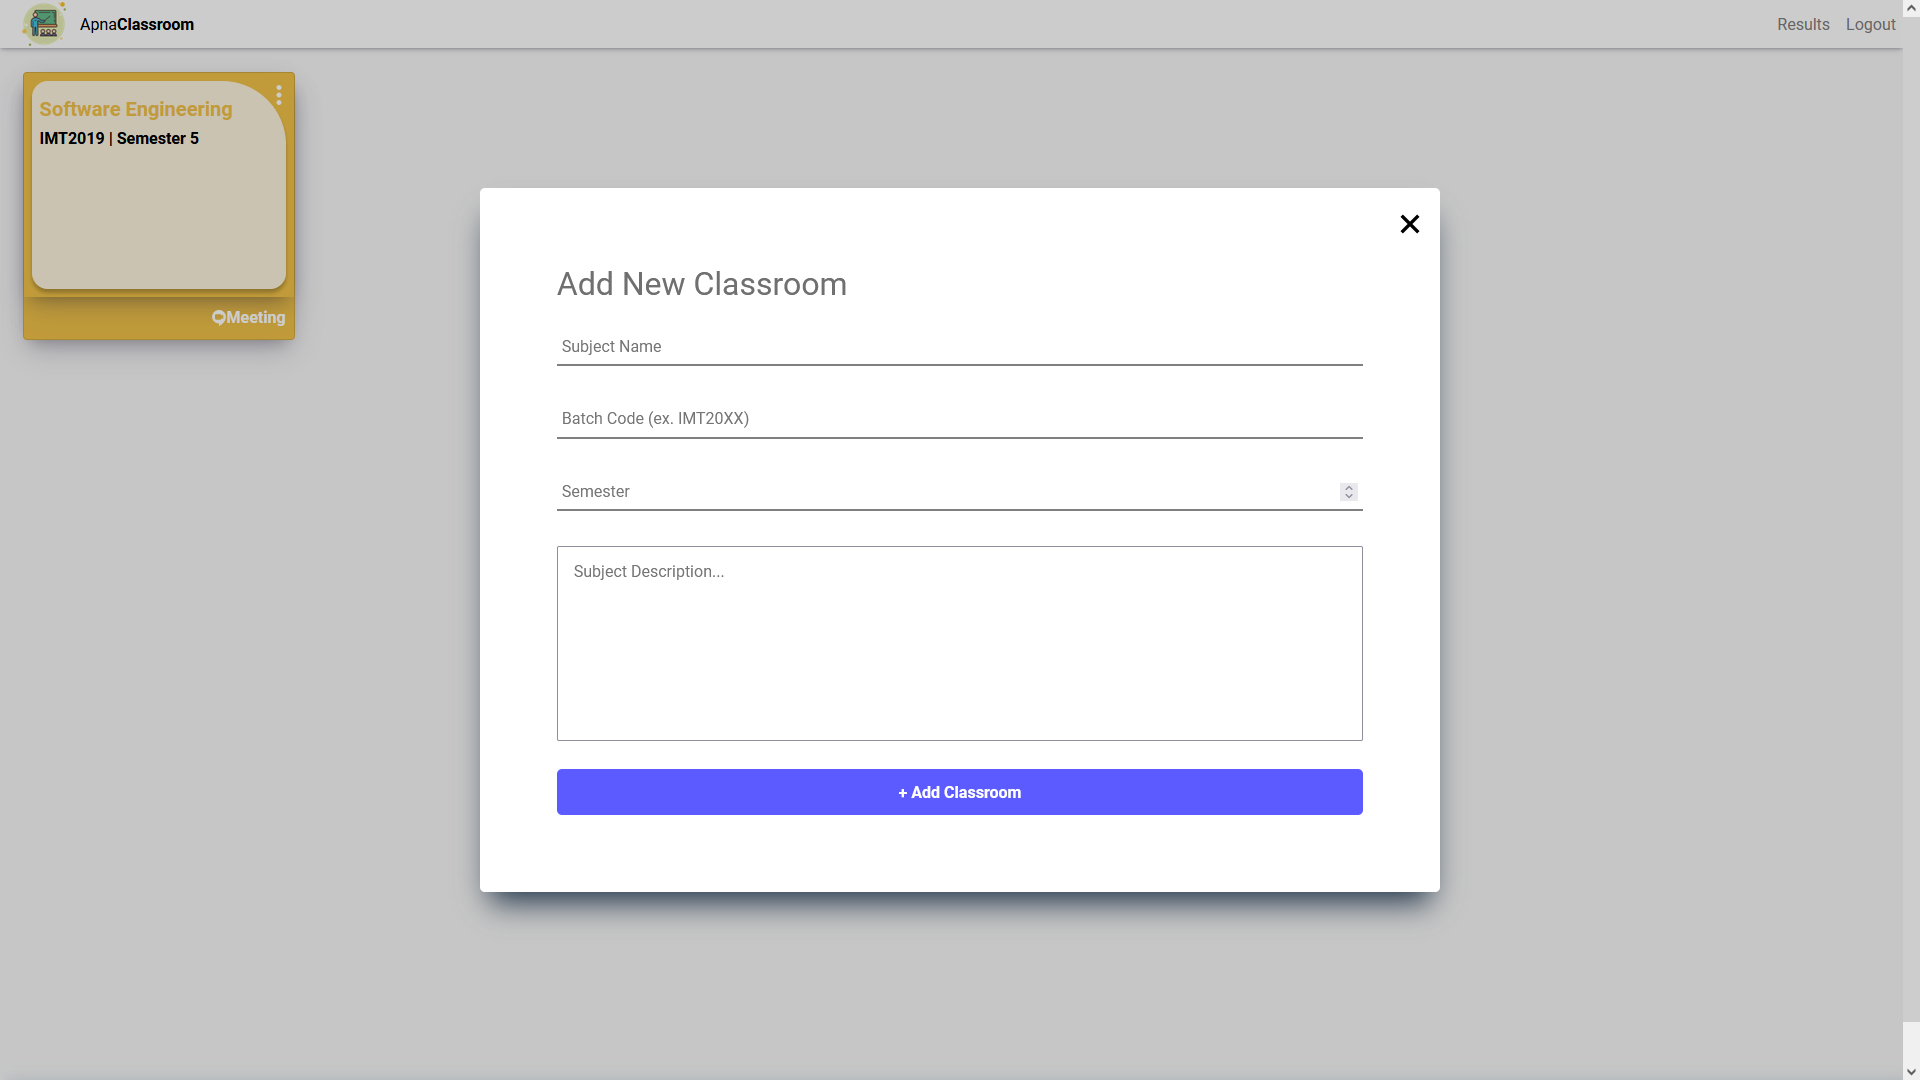 ApnaClassroom
Results
Logout
Software Engineering
IMT2019 | Semester 5
Meeting
Add New Classroom
Subject Name
Batch Code (ex. IMT20XX)
Semester
Subject Description...
+ Add Classroom